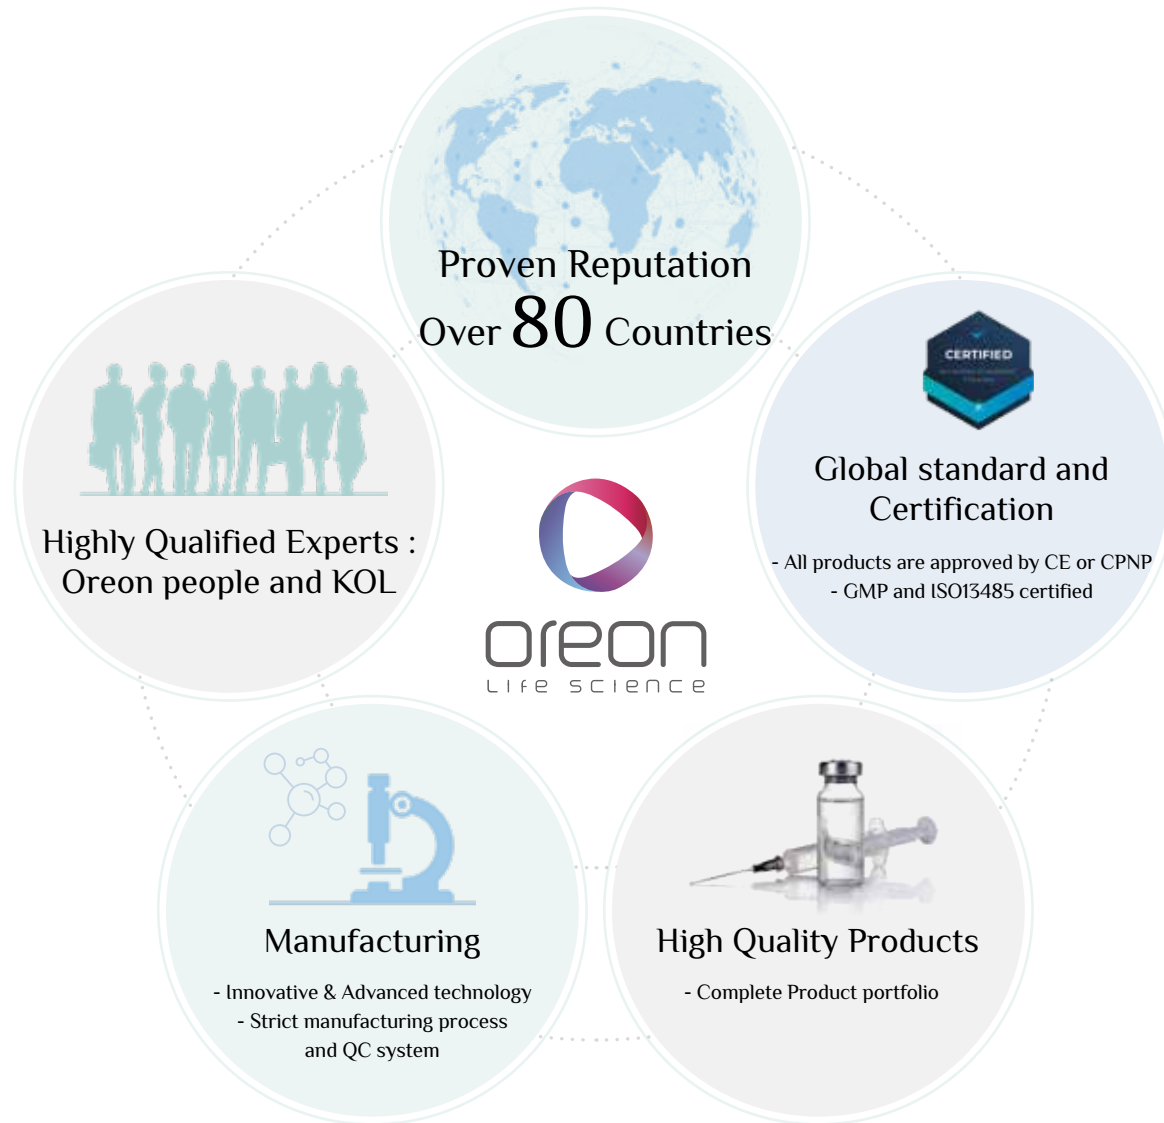 Proven Reputation
Over 80 Countries
CERTIFIED
Global standard and
Certification
- All products are approved by CE or CPNP
- GMP and ISO13485 certified
Highly Qualified Experts :
Oreon people and KOL
oreon
LIFE SCIENCE
Manufacturing
- Innovative & Advanced technology
- Strict manufacturing process
and QC system
High Quality Products
- Complete Product portfolio